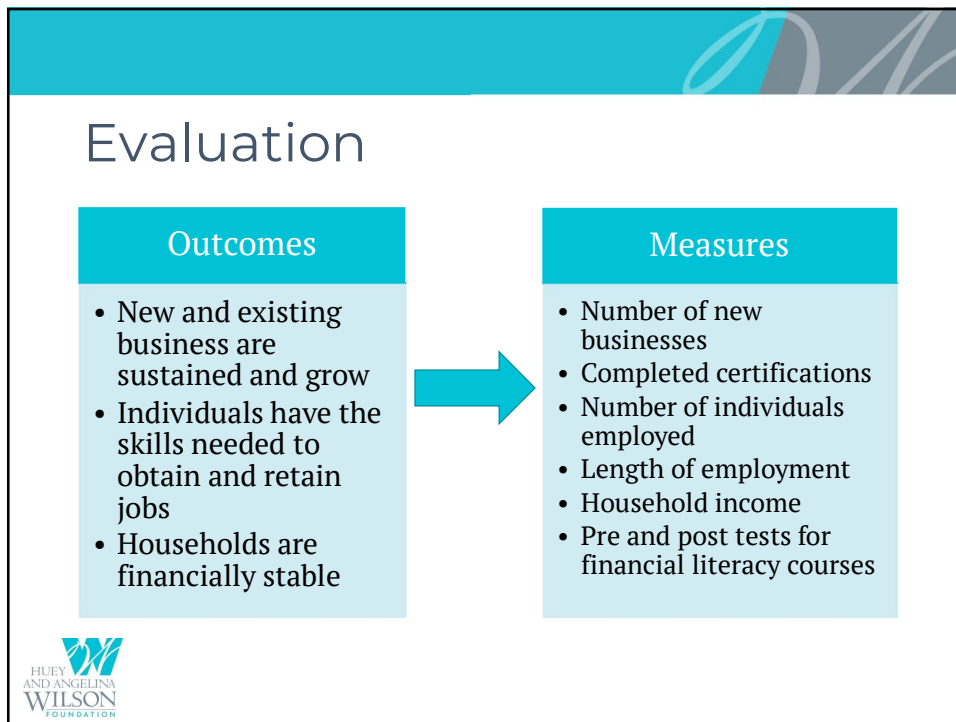 Evaluation
Outcomes
• New and existing
business are
sustained and grow
• Individuals have the
skills needed to
obtain and retain
jobs
• Households are
financially stable
Measures
• Number of new
businesses
• Completed certifications
• Number of individuals
employed
• Length of employment
• Household income
• Pre and post tests for
financial literacy courses
HUEY
AND ANGELINA
WILSON
FOUNDATION